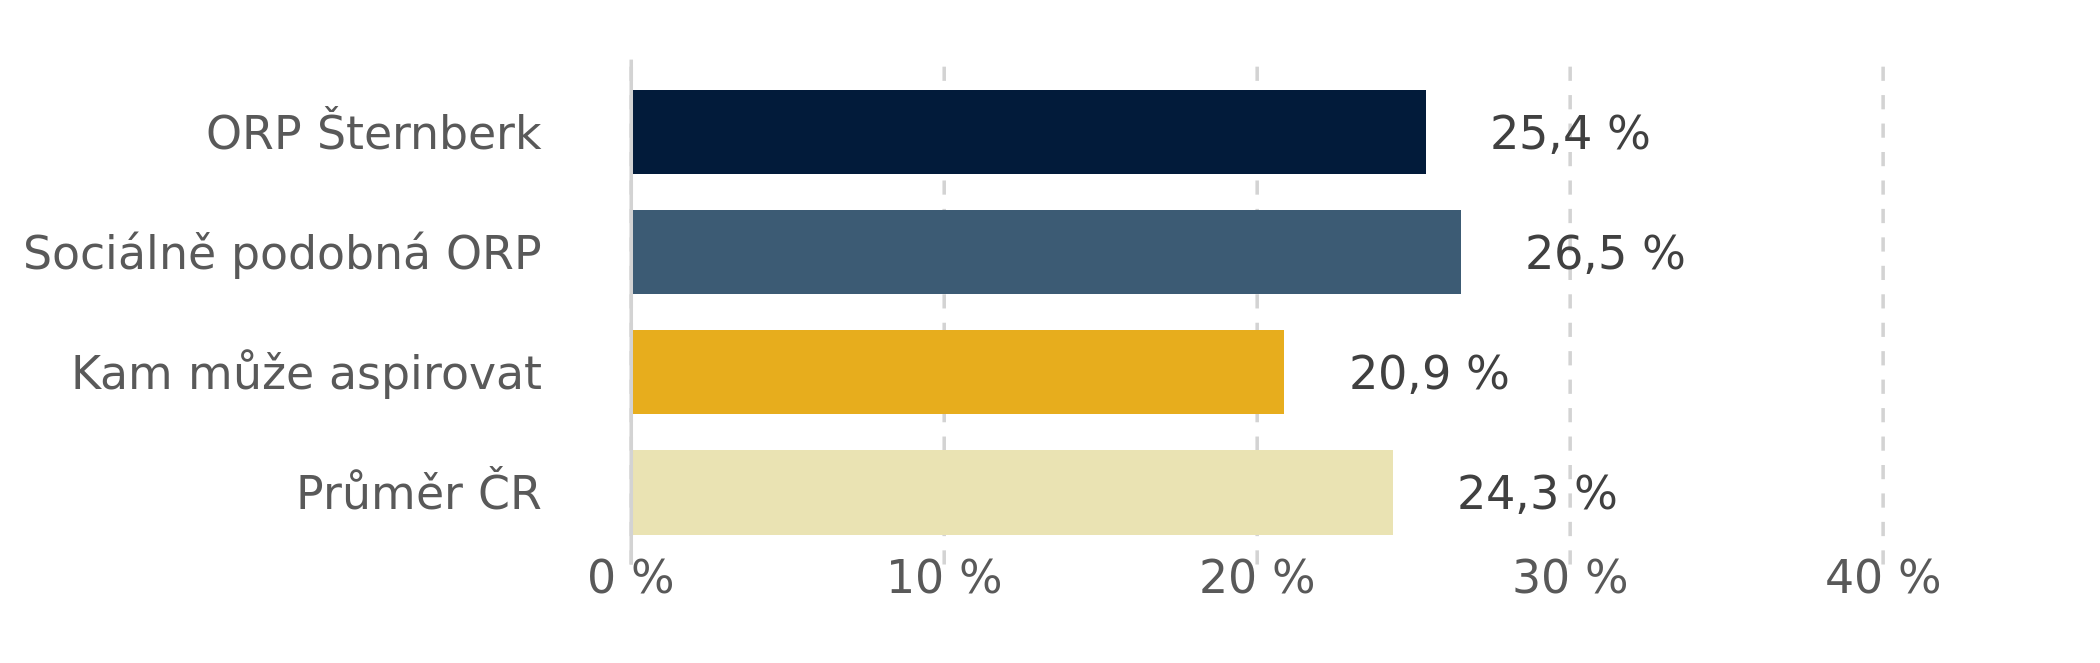 ORP Šternberk 25,4 %
Sociálně podobná ORP 26,5 %
Kam může aspirovat 20,9 %
Průměr ČR 24,3 %
0 % 10 % 20 % 30 % 40 %